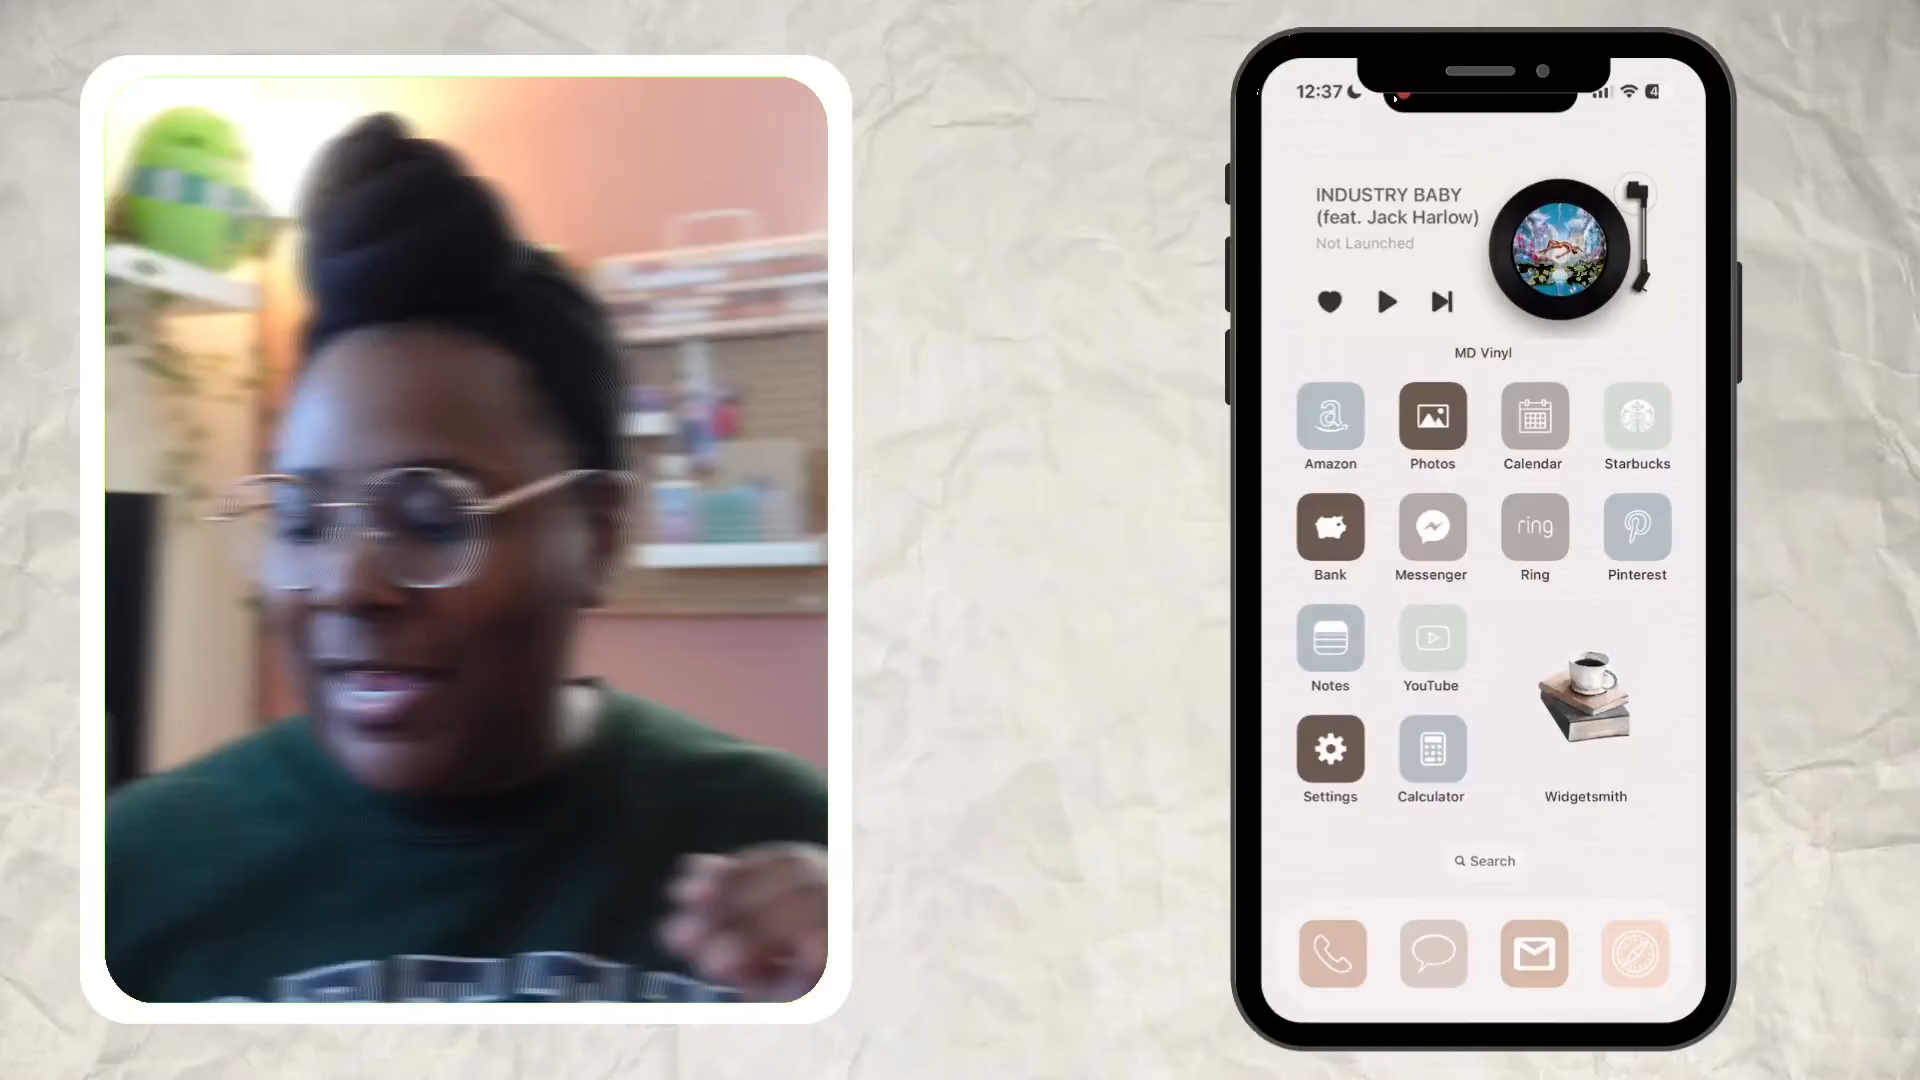 12:37
4
INDUSTRY BABY
(feat. Jack Harlow)
Not Launched
MD Vinyl
Amazon
Photos
Calendar
Starbucks
ring
Bank
Messenger
Ring
Pinterest
Notes
YouTube
Settings
Calculator
Widgetsmith
Search